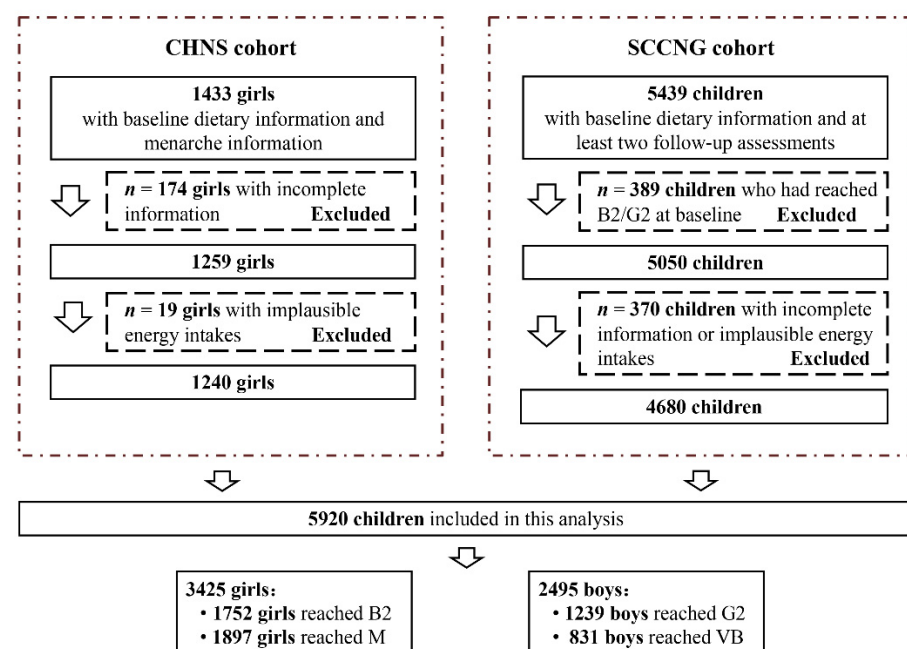 CHNS cohort
1433 girls
with baseline dietary information and
menarche information
n = 174 girls with incomplete
information Excluded
1259 girls
n = 19 girls with implausible
energy intakes Excluded
1240 girls
SCCNG cohort
5439 children
with baseline dietary information and at
least two follow-up assessments
n = 389 children who had reached
B2/G2 at baseline Excluded
5050 children
n = 370 children with incomplete
information or implausible energy
intakes Excluded
4680 children
5920 children included in this analysis
3425 girls:
• 1752 girls reached B2
• 1897 girls reached M
2495 boys:
• 1239 boys reached G2
• 831 boys reached VB